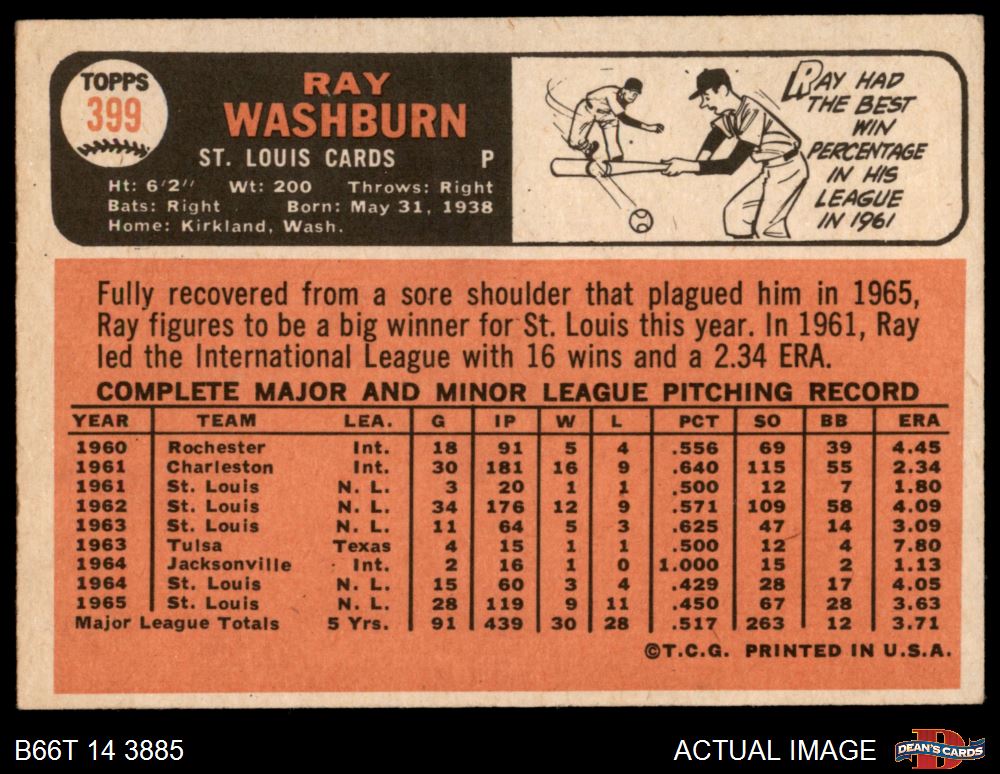 TOPPS
399
RAY
WASHBURN
ST. LOUIS CARDS P
Ht: 6'2" Wt: 200 Throws: Right
Bats: Right Born: May 31, 1938
Home: Kirkland, Wash.
RAY HAD
THE BEST
WIN
PERCENTAGE
IN HIS
LEAGUE
IN 1961
Fully recovered from a sore shoulder that plagued him in 1965,
Ray figures to be a big winner for St. Louis this year. In 1961, Ray
led the International League with 16 wins and a 2.34 ERA.
COMPLETE MAJOR AND MINOR LEAGUE PITCHING RECORD
YEAR TEAM LEA. G IP W L PCT SO BB ERA
1960 Rochester Int. 18 91 5 4 .556 69 39 4.45
1961 Charleston Int. 30 181 16 9 .640 115 55 2.34
1961 St. Louis N. L. 3 20 1 1 .500 12 7 1.80
1962 St. Louis N. L. 34 176 12 9 .571 109 58 4.09
1963 St. Louis N. L. 11 64 5 3 .625 47 14 3.09
1963 Tulsa Texas 4 15 1 1 .500 12 4 7.80
1964 Jacksonville Int. 2 16 1 0 1.000 15 2 1.13
1964 St. Louis N. L. 15 60 3 4 .429 28 17 4.05
1965 St. Louis N. L. 28 119 9 11 .450 67 28 3.63
Major League Totals 5 Yrs. 91 439 30 28 .517 263 12 3.71
©T.C.G. PRINTED IN U.S.A.
B66T 14 3885 ACTUAL IMAGE
D
DEAN'S CARDS